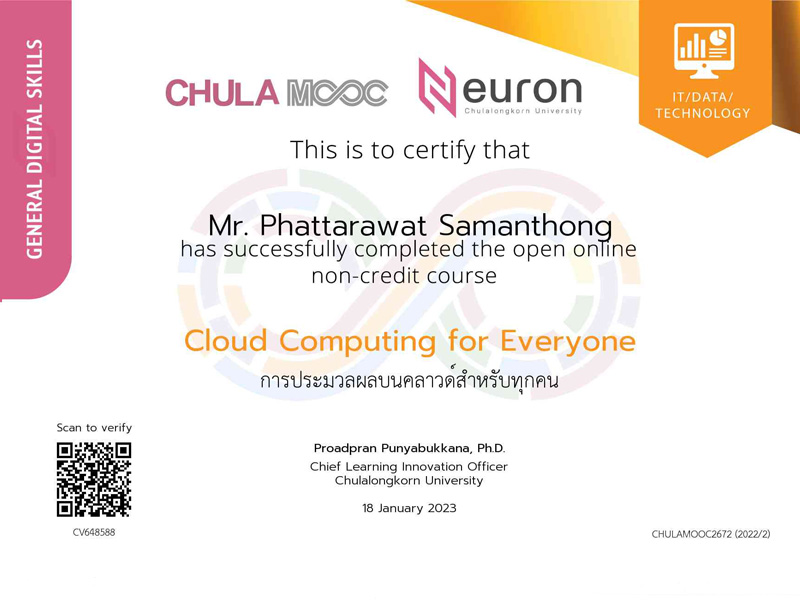 GENERAL DIGITAL SKILLS
CHULA MOOC
Neuron
Chulalongkorn University
IT/DATA/
TECHNOLOGY
This is to certify that
Mr. Phattarawat Samanthong
has successfully completed the open online
non-credit course
Cloud Computing for Everyone
การประมวลผลบนคลาวด์สำหรับทุกคน
Scan to verify
CV648588
Proadpran Punyabukkana, Ph.D.
Chief Learning Innovation Officer
Chulalongkorn University
18 January 2023
CHULAMOOC2672 (2022/2)